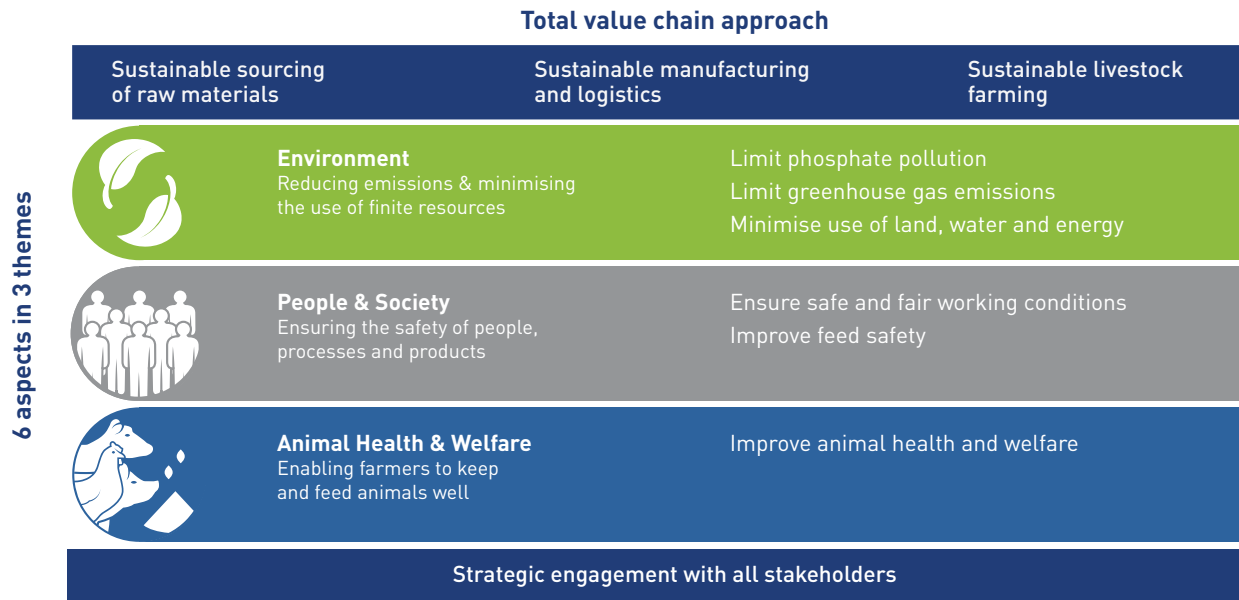 Total value chain approach
Sustainable sourcing
of raw materials
Sustainable manufacturing
and logistics
Sustainable livestock
farming
6 aspects in 3 themes
Environment
Reducing emissions & minimising
the use of finite resources
Limit phosphate pollution
Limit greenhouse gas emissions
Minimise use of land, water and energy
People & Society
Ensuring the safety of people,
processes and products
Ensure safe and fair working conditions
Improve feed safety
Animal Health & Welfare
Enabling farmers to keep
and feed animals well
Improve animal health and welfare
Strategic engagement with all stakeholders